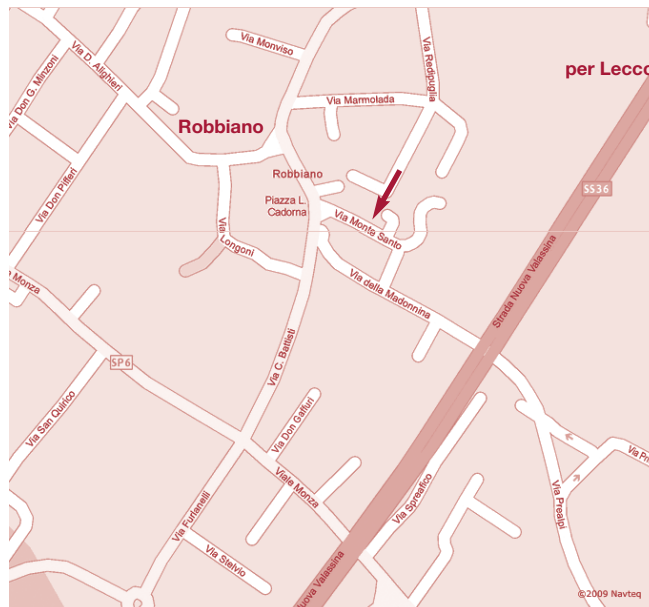 Via Monviso
Via D. Alighieri
Via Don G. Minzoni
Via Redipuglia
per Lecco
Via Marmolada
Robbiano
Robbiano
Via Don Pifferi
SS36
Piazza L.
Cadorna
Via Monte Santo
Via Longoni
Strada Nuova Valassina
Monza
Via della Madonnina
Via C. Battisti
SP6
Via San Quirico
Via Don Gaffuri
Viale Monza
Via Spreafico
Via Prealpi
Via Pr
Via Furlanelli
Via Stelvio
Nuova Valassina
©2009 Navteq